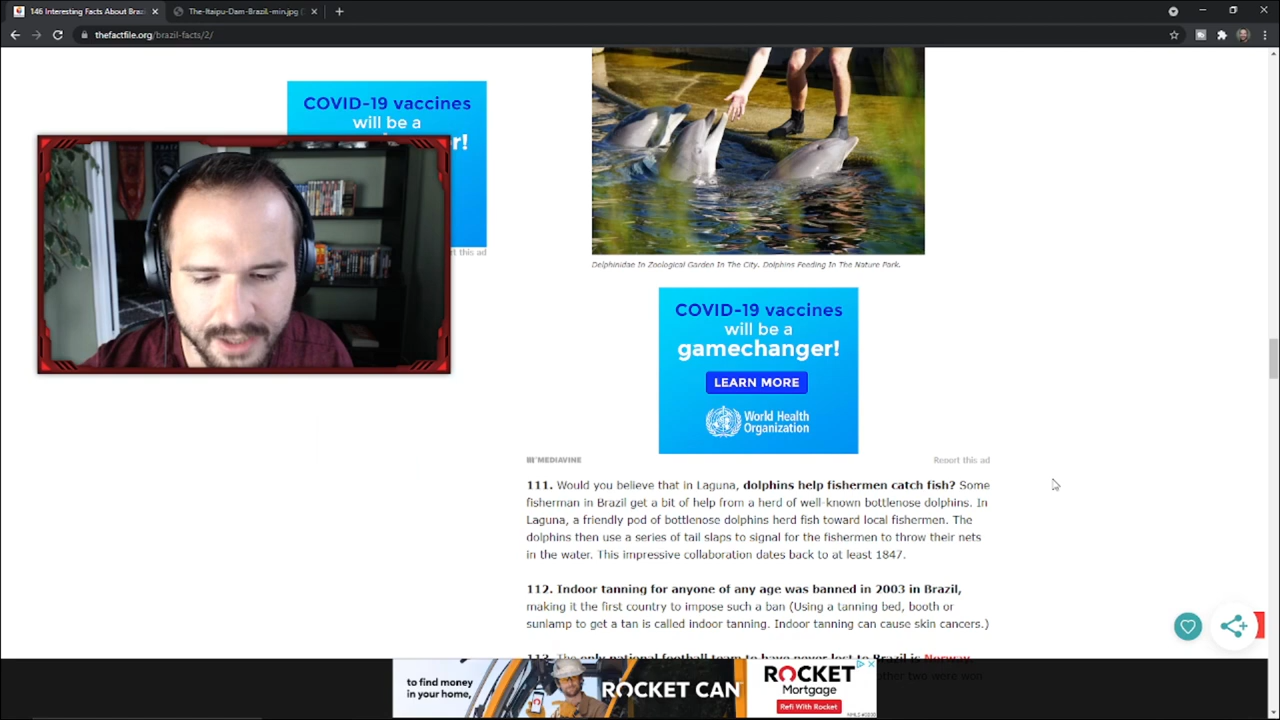 146 Interesting Facts About Brazi
The-Itaipu-Dam-Brazil-min.jpg (
thefactfile.org/brazil-facts/2/
COVID-19 vaccines
will be a
r!
t this ad
Delphinidae In Zoological Garden In The City. Dolphins Feeding In The Nature Park.
COVID-19 vaccines
will be a
gamechanger!
LEARN MORE
World Health
Organization
MEDIAVINE
Report this ad
111. Would you believe that in Laguna, dolphins help fishermen catch fish? Some
fisherman in Brazil get a bit of help from a herd of well-known bottlenose dolphins. In
Laguna, a friendly pod of bottlenose dolphins herd fish toward local fishermen. The
dolphins then use a series of tail slaps to signal for the fishermen to throw their nets
in the water. This impressive collaboration dates back to at least 1847.
112. Indoor tanning for anyone of any age was banned in 2003 in Brazil,
making it the first country to impose such a ban (Using a tanning bed, booth or
sunlamp to get a tan is called indoor tanning. Indoor tanning can cause skin cancers.)
113. The only national football team to have never lost to Brazil is Norway.
other two were won
to find money
in your home,
ROCKET CAN
ROCKET
Mortgage
Refi With Rocket